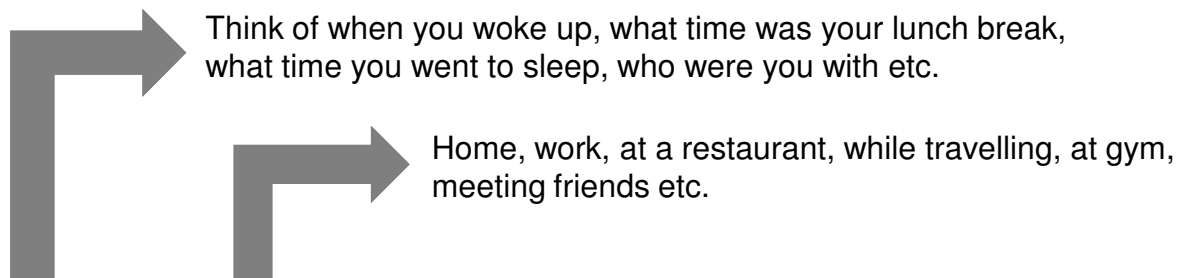 Think of when you woke up, what time was your lunch break,
what time you went to sleep, who were you with etc.
Home, work, at a restaurant, while travelling, at gym,
meeting friends etc.